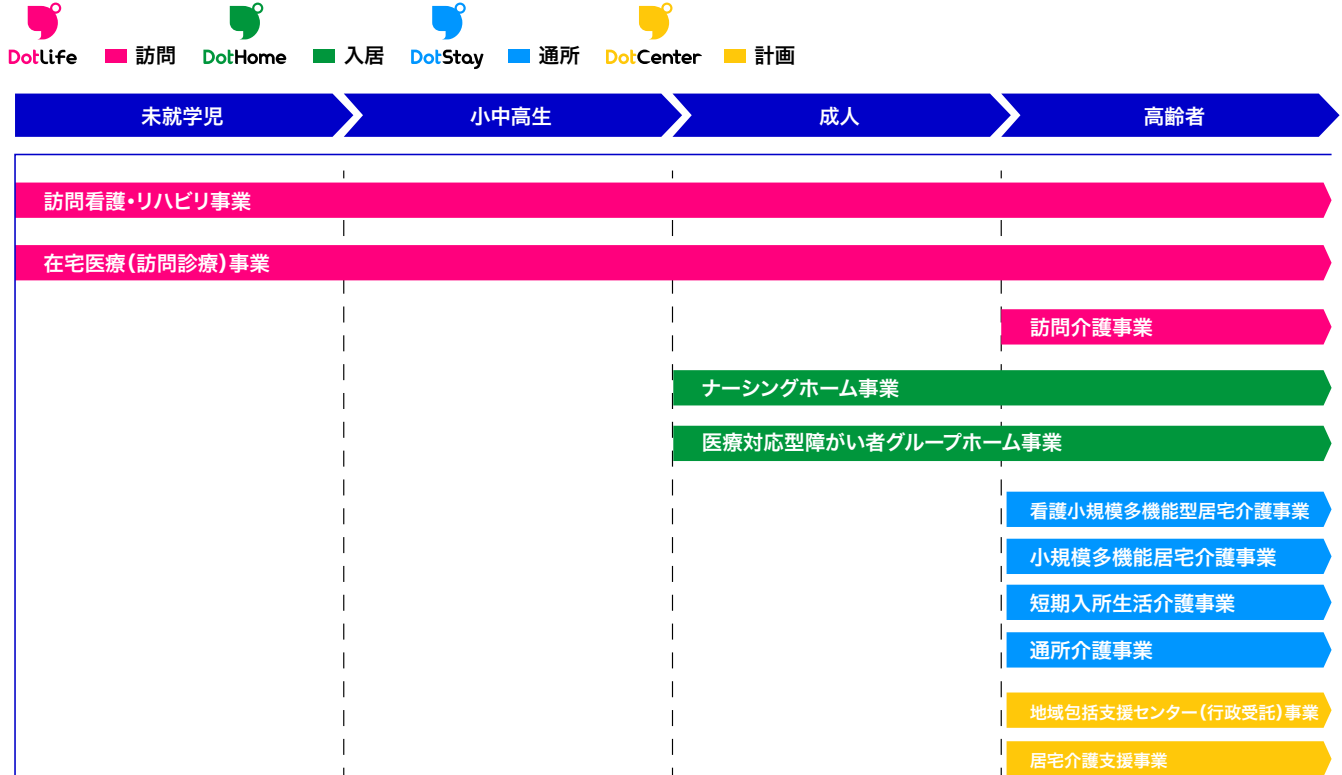 DotLife 訪問 DotHome 入居 DotStay 通所 DotCenter 計画
未就学児 小中高生 成人 高齢者
訪問看護・リハビリ事業
在宅医療(訪問診療)事業
訪問介護事業
ナーシングホーム事業
医療対応型障がい者グループホーム事業
看護小規模多機能型居宅介護事業
小規模多機能居宅介護事業
短期入所生活介護事業
通所介護事業
地域包括支援センター(行政受託)事業
居宅介護支援事業